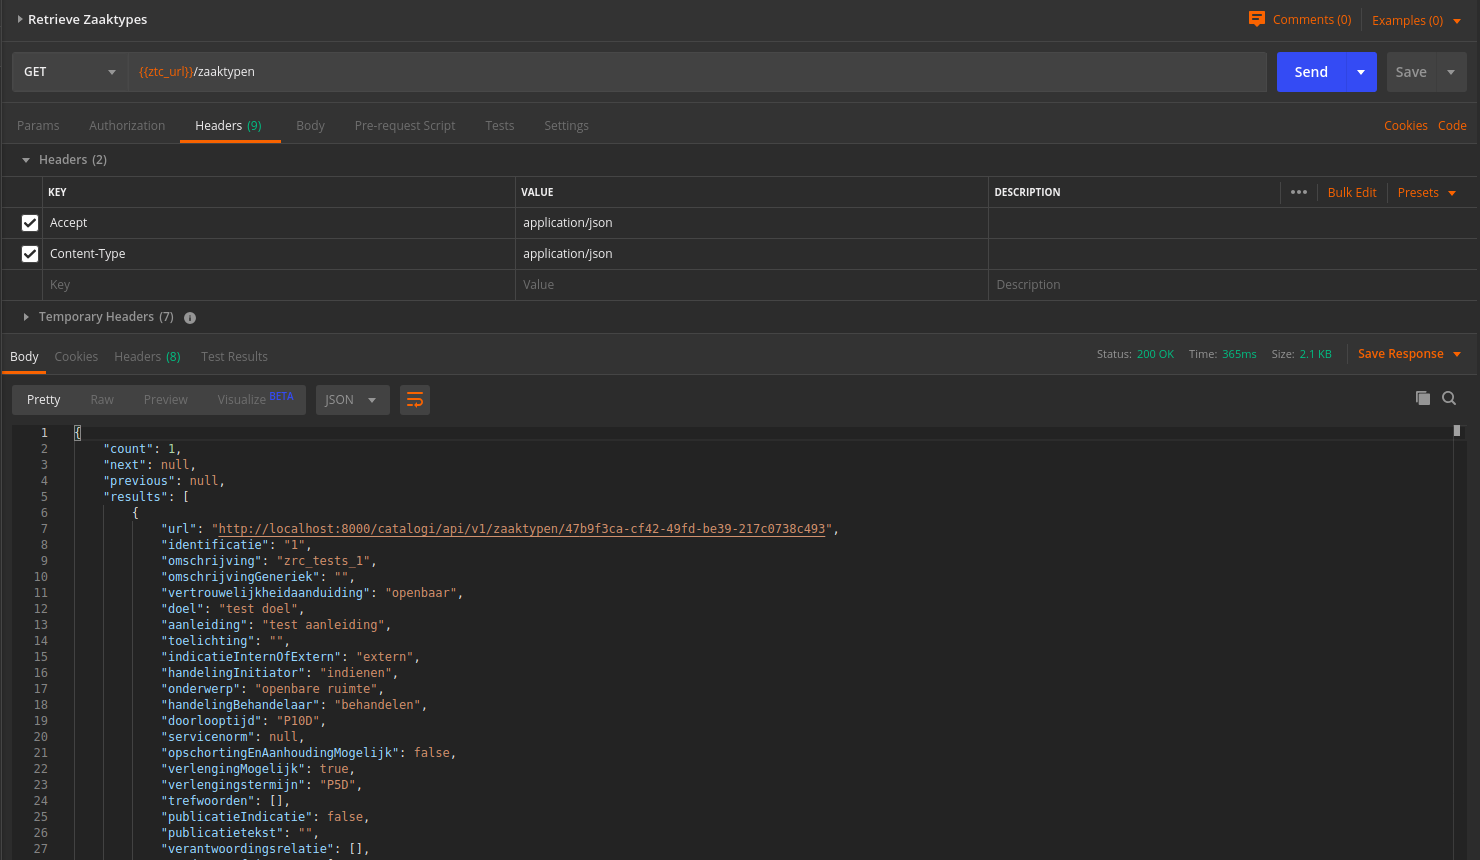 Retrieve Zaaktypes
Comments (0) Examples (0)
GET {{ztc_url}}/zaaktypen Send Save
Params Authorization Headers (9) Body Pre-request Script Tests Settings Cookies Code
Headers (2)
KEY VALUE DESCRIPTION ••• Bulk Edit Presets
Accept application/json
Content-Type application/json
Key Value Description
Temporary Headers (7) i
Body Cookies Headers (8) Test Results Status: 200 OK Time: 365ms Size: 2.1 KB Save Response
Pretty Raw Preview Visualize BETA JSON
1 {
2 "count": 1,
3 "next": null,
4 "previous": null,
5 "results": [
6 {
7 "url": "http://localhost:8000/catalogi/api/v1/zaaktypen/47b9f3ca-cf42-49fd-be39-217c0738c493",
8 "identificatie": "1",
9 "omschrijving": "zrc_tests_1",
10 "omschrijvingGeneriek": "",
11 "vertrouwelijkheidaanduiding": "openbaar",
12 "doel": "test doel",
13 "aanleiding": "test aanleiding",
14 "toelichting": "",
15 "indicatieInternOfExtern": "extern",
16 "handelingInitiator": "indienen",
17 "onderwerp": "openbare ruimte",
18 "handelingBehandelaar": "behandelen",
19 "doorlooptijd": "P10D",
20 "servicenorm": null,
21 "opschortingEnAanhoudingMogelijk": false,
22 "verlengingMogelijk": true,
23 "verlengingstermijn": "P5D",
24 "trefwoorden": [],
25 "publicatieIndicatie": false,
26 "publicatietekst": "",
27 "verantwoordingsrelatie": [],